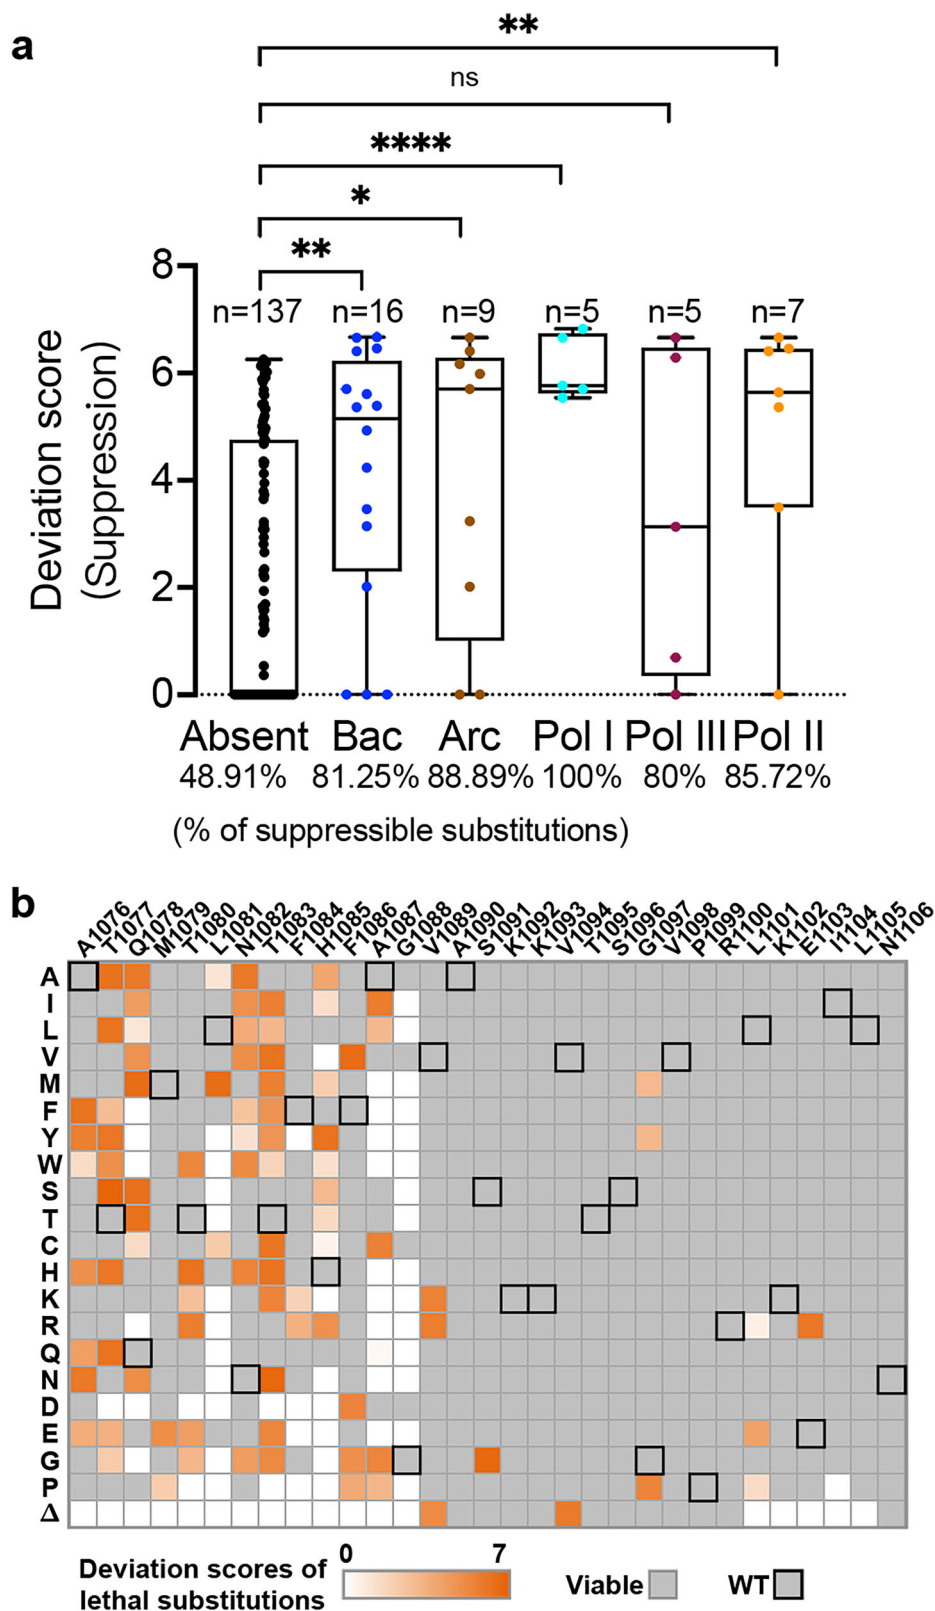 a
**
ns
****
*
**
8
n=137 n=16 n=9 n=5 n=5 n=7
6
4
2
0
Deviation score
(Suppression)
Absent Bac Arc Pol I Pol III Pol II
48.91% 81.25% 88.89% 100% 80% 85.72%
(% of suppressible substitutions)
b
A1076 T1077 Q1078 M1079 T1080 L1081 N1082 T1083 F1084 H1085 F1086 A1087 G1088 V1089 A1090 S1091 K1092 K1093 V1094 T1095 S1096 G1097 V1098 P1099 R1100 L1101 K1102 E1103 I1104 L1105 N1106
A
I
L
V
M
F
Y
W
S
T
C
H
K
R
Q
N
D
E
G
P
Δ
0 7
Deviation scores of
lethal substitutions
Viable
WT